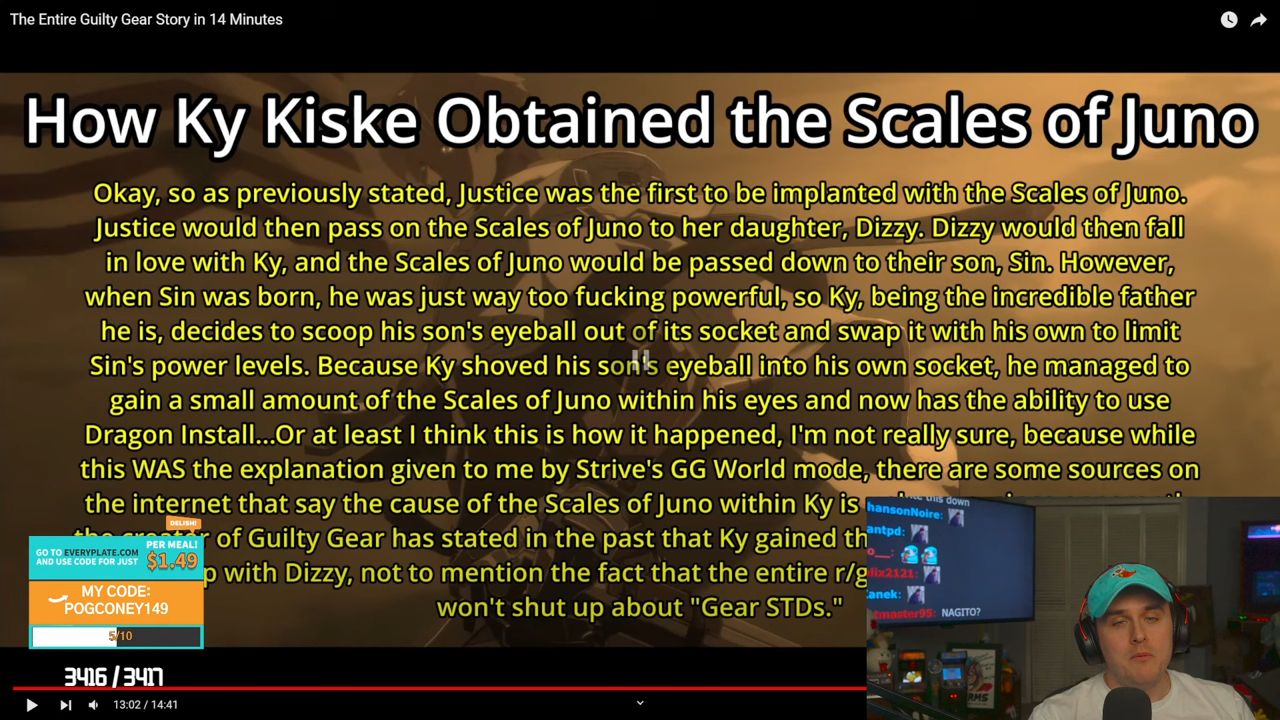 The Entire Guilty Gear Story in 14 Minutes
How Ky Kiske Obtained the Scales of Juno
Okay, so as previously stated, Justice was the first to be implanted with the Scales of Juno.
Justice would then pass on the Scales of Juno to her daughter, Dizzy. Dizzy would then fall
in love with Ky, and the Scales of Juno would be passed down to their son, Sin. However,
when Sin was born, he was just way too fucking powerful, so Ky, being the incredible father
he is, decides to scoop his son's eyeball out of its socket and swap it with his own to limit
Sin's power levels. Because Ky shoved his son's eyeball into his own socket, he managed to
gain a small amount of the Scales of Juno within his eyes and now has the ability to use
Dragon Install...Or at least I think this is how it happened, I'm not really sure, because while
this WAS the explanation given to me by Strive's GG World mode, there are some sources on
the internet that say the cause of the Scales of Juno within Ky is
of Guilty Gear has stated in the past that Ky gained
with Dizzy, not to mention the fact that the entire
won't shut up about "Gear STDs."
this down
hansonNoire:
antpd:
o__:
lix2121:
anek:
tmaster95: NAGITO?
DELISH!
GO TO EVERYPLATE.COM
AND USE CODE FOR JUST
PER MEAL!
$1.49
MY CODE:
POGCONEY149
5/10
3416 / 3417
13:02 / 14:41